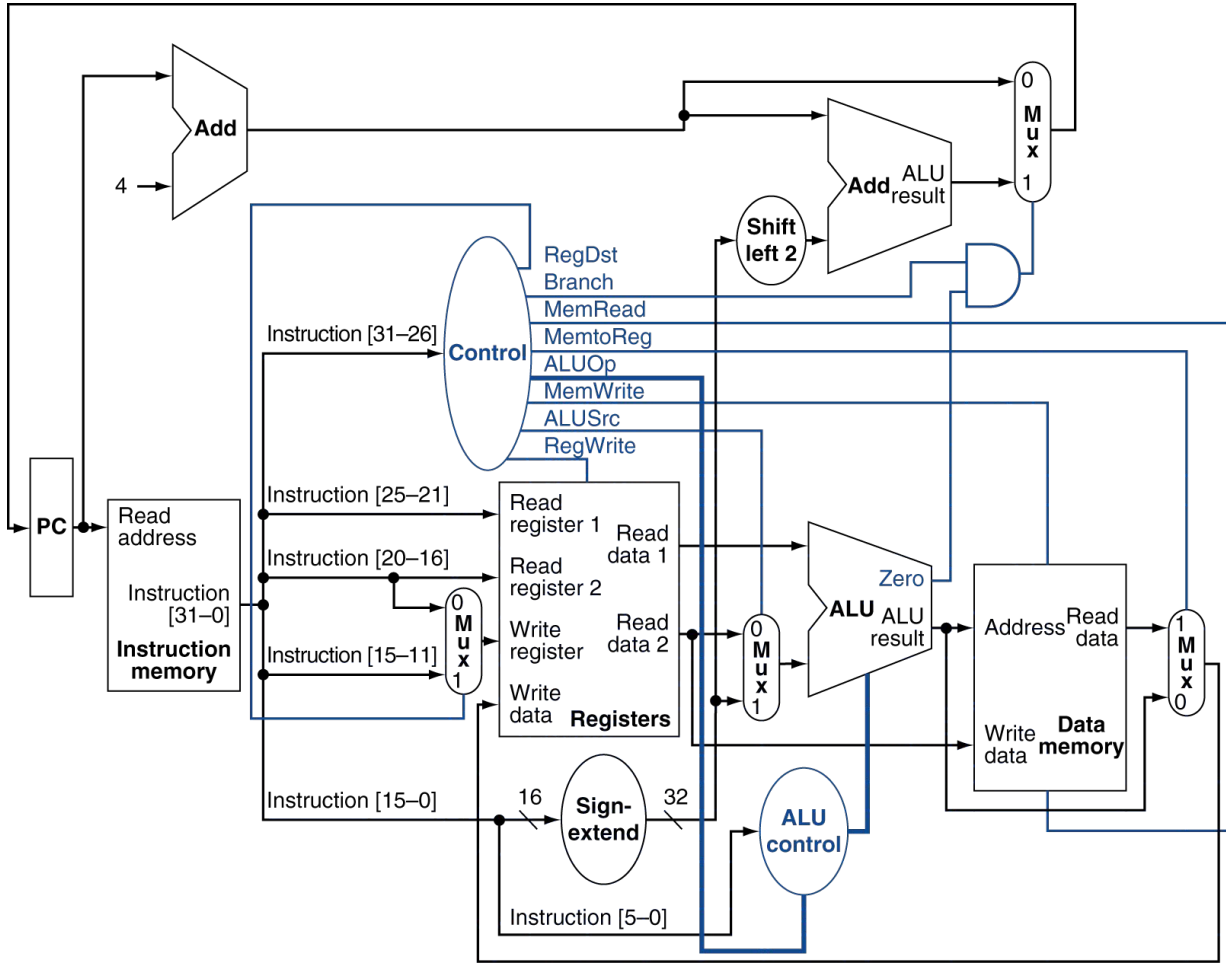 Add
4
0
M
u
x
1
Add
ALU
result
Shift
left 2
RegDst
Branch
MemRead
MemtoReg
ALUOp
MemWrite
ALUSrc
RegWrite
Control
Instruction [31–26]
Instruction [25–21]
Instruction [20–16]
Instruction [15–11]
Instruction [15–0]
Instruction [5–0]
PC
Read
address
Instruction
[31–0]
Instruction
memory
0
M
u
x
1
Read
register 1
Read
register 2
Write
register
Write
data
Read
data 1
Read
data 2
Registers
16
Sign-
extend
32
0
M
u
x
1
ALU
Zero
ALU
result
ALU
control
Address
Read
data
Write
data
Data
memory
1
M
u
x
0